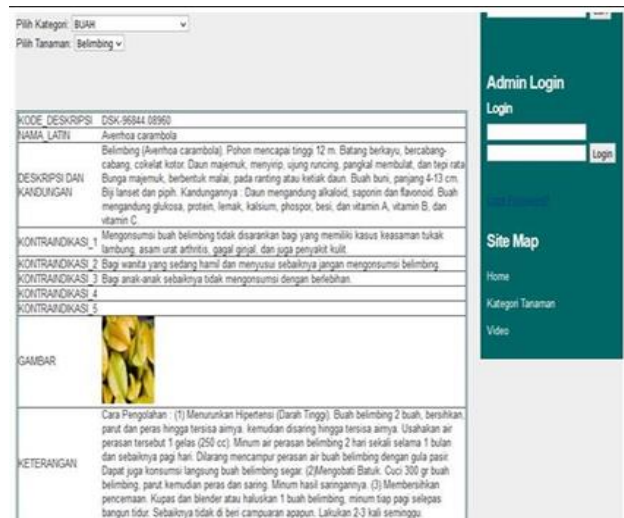 Pilih Kategori: BUAH
Pilih Tanaman: Belimbing
KODE_DESKRIPSI DSK-96844.08960
NAMA_LATIN Averrhoa carambola
DESKRIPSI DAN
KANDUNGAN
Belimbing (Averrhoa carambola). Pohon mencapai tinggi 12 m. Batang berkayu, bercabang-
cabang, cokelat kotor. Daun majemuk, menyirip, ujung runcing, pangkal membulat, dan tepi rata
Bunga majemuk, berbentuk malai, pada ranting atau ketiak daun. Buah buni, panjang 4-13 cm.
Biji lanset dan pipih. Kandungannya : Daun mengandung alkaloid, saponin dan flavonoid. Buah
mengandung glukosa, protein, lemak, kalsium, phospor, besi, dan vitamin A, vitamin B, dan
vitamin C.
KONTRAINDIKASI_1
Mengonsumsi buah belimbing tidak disarankan bagi yang memiliki kasus keasaman tukak
lambung, asam urat arthritis, gagal ginjal, dan juga penyakit kulit.
KONTRAINDIKASI_2 Bagi wanita yang sedang hamil dan menyusui sebaiknya jangan mengonsumsi belimbing.
KONTRAINDIKASI_3 Bagi anak-anak sebaiknya tidak mengonsumsi dengan berlebihan.
KONTRAINDIKASI_4
KONTRAINDIKASI_5
GAMBAR
KETERANGAN
Cara Pengolahan : (1) Menurunkan Hipertensi (Darah Tinggi). Buah belimbing 2 buah, bersihkan,
parut dan peras hingga tersisa airnya. kemudian disaring hingga tersisa airnya. Usahakan air
perasan tersebut 1 gelas (250 cc). Minum air perasan belimbing 2 hari sekali selama 1 bulan
dan sebaiknya pagi hari. Dilarang mencampur perasan air buah belimbing dengan gula pasir.
Dapat juga konsumsi langsung buah belimbing segar. (2)Mengobati Batuk. Cuci 300 gr buah
belimbing, parut kemudian peras dan saring. Minum hasil saringannya. (3) Membersihkan
pencernaan. Kupas dan blender atau haluskan 1 buah belimbing, minum tiap pagi selepas
bangun tidur. Sebaiknya tidak di beri campuaran apapun. Lakukan 2-3 kali seminggu.
Admin Login
Login
Login
Site Map
Home
Kategori Tanaman
Video